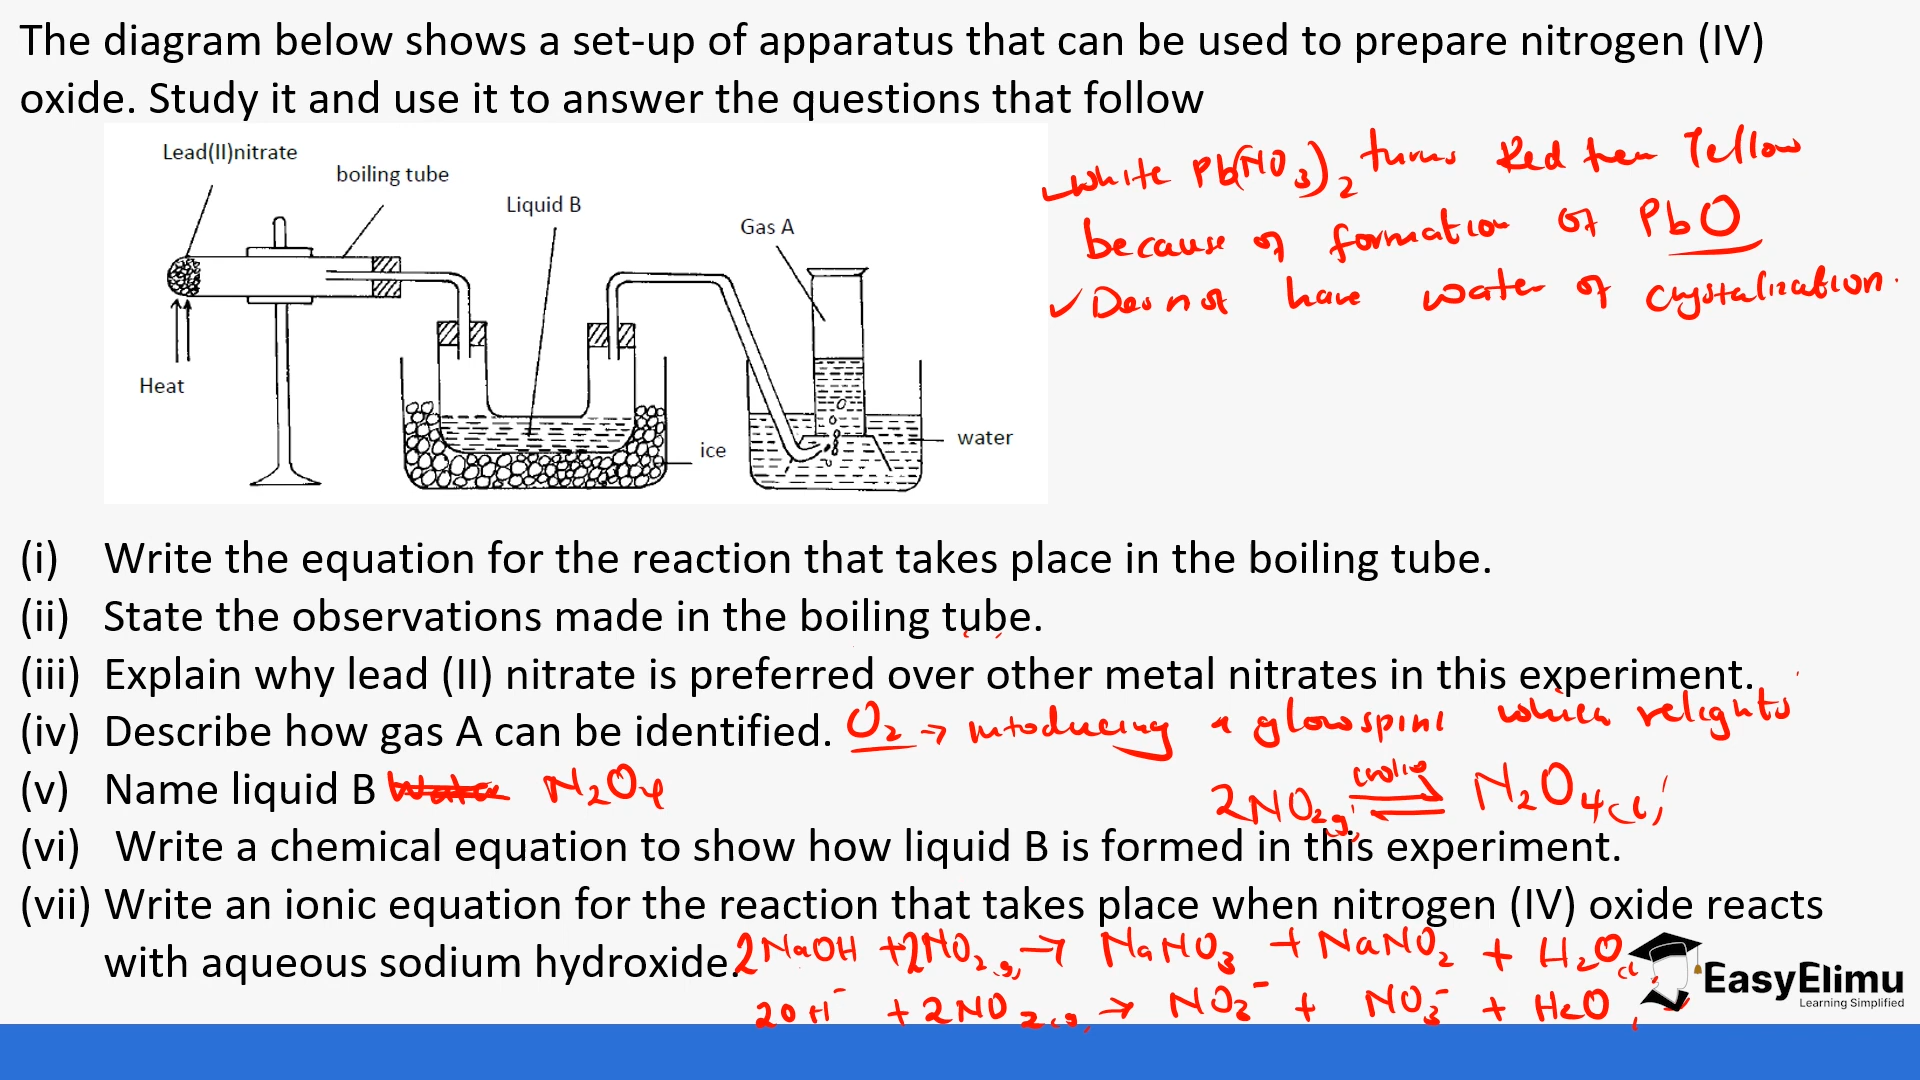 The diagram below shows a set-up of apparatus that can be used to prepare nitrogen (IV)
oxide. Study it and use it to answer the questions that follow
Lead(II)nitrate
boiling tube
Liquid B
Gas A
Heat
ice
water
✓White Pb(NO₃)₂ turns Red then Yellow
because of formation of PbO
✓Does not have water of crystalization.
(i) Write the equation for the reaction that takes place in the boiling tube.
(ii) State the observations made in the boiling tube.
(iii) Explain why lead (II) nitrate is preferred over other metal nitrates in this experiment.
(iv) Describe how gas A can be identified. O₂ → introducing a glowspint which relights
(v) Name liquid B N₂O₄
2NO₂(g) ⇌ N₂O₄(l)
cooling
(vi) Write a chemical equation to show how liquid B is formed in this experiment.
(vii) Write an ionic equation for the reaction that takes place when nitrogen (IV) oxide reacts
with aqueous sodium hydroxide. 2NaOH + 2NO₂(g) → NaNO₃ + NaNO₂ + H₂O(l)
2OH⁻ + 2NO₂(g) → NO₂⁻ + NO₃⁻ + H₂O
EasyElimu
Learning Simplified